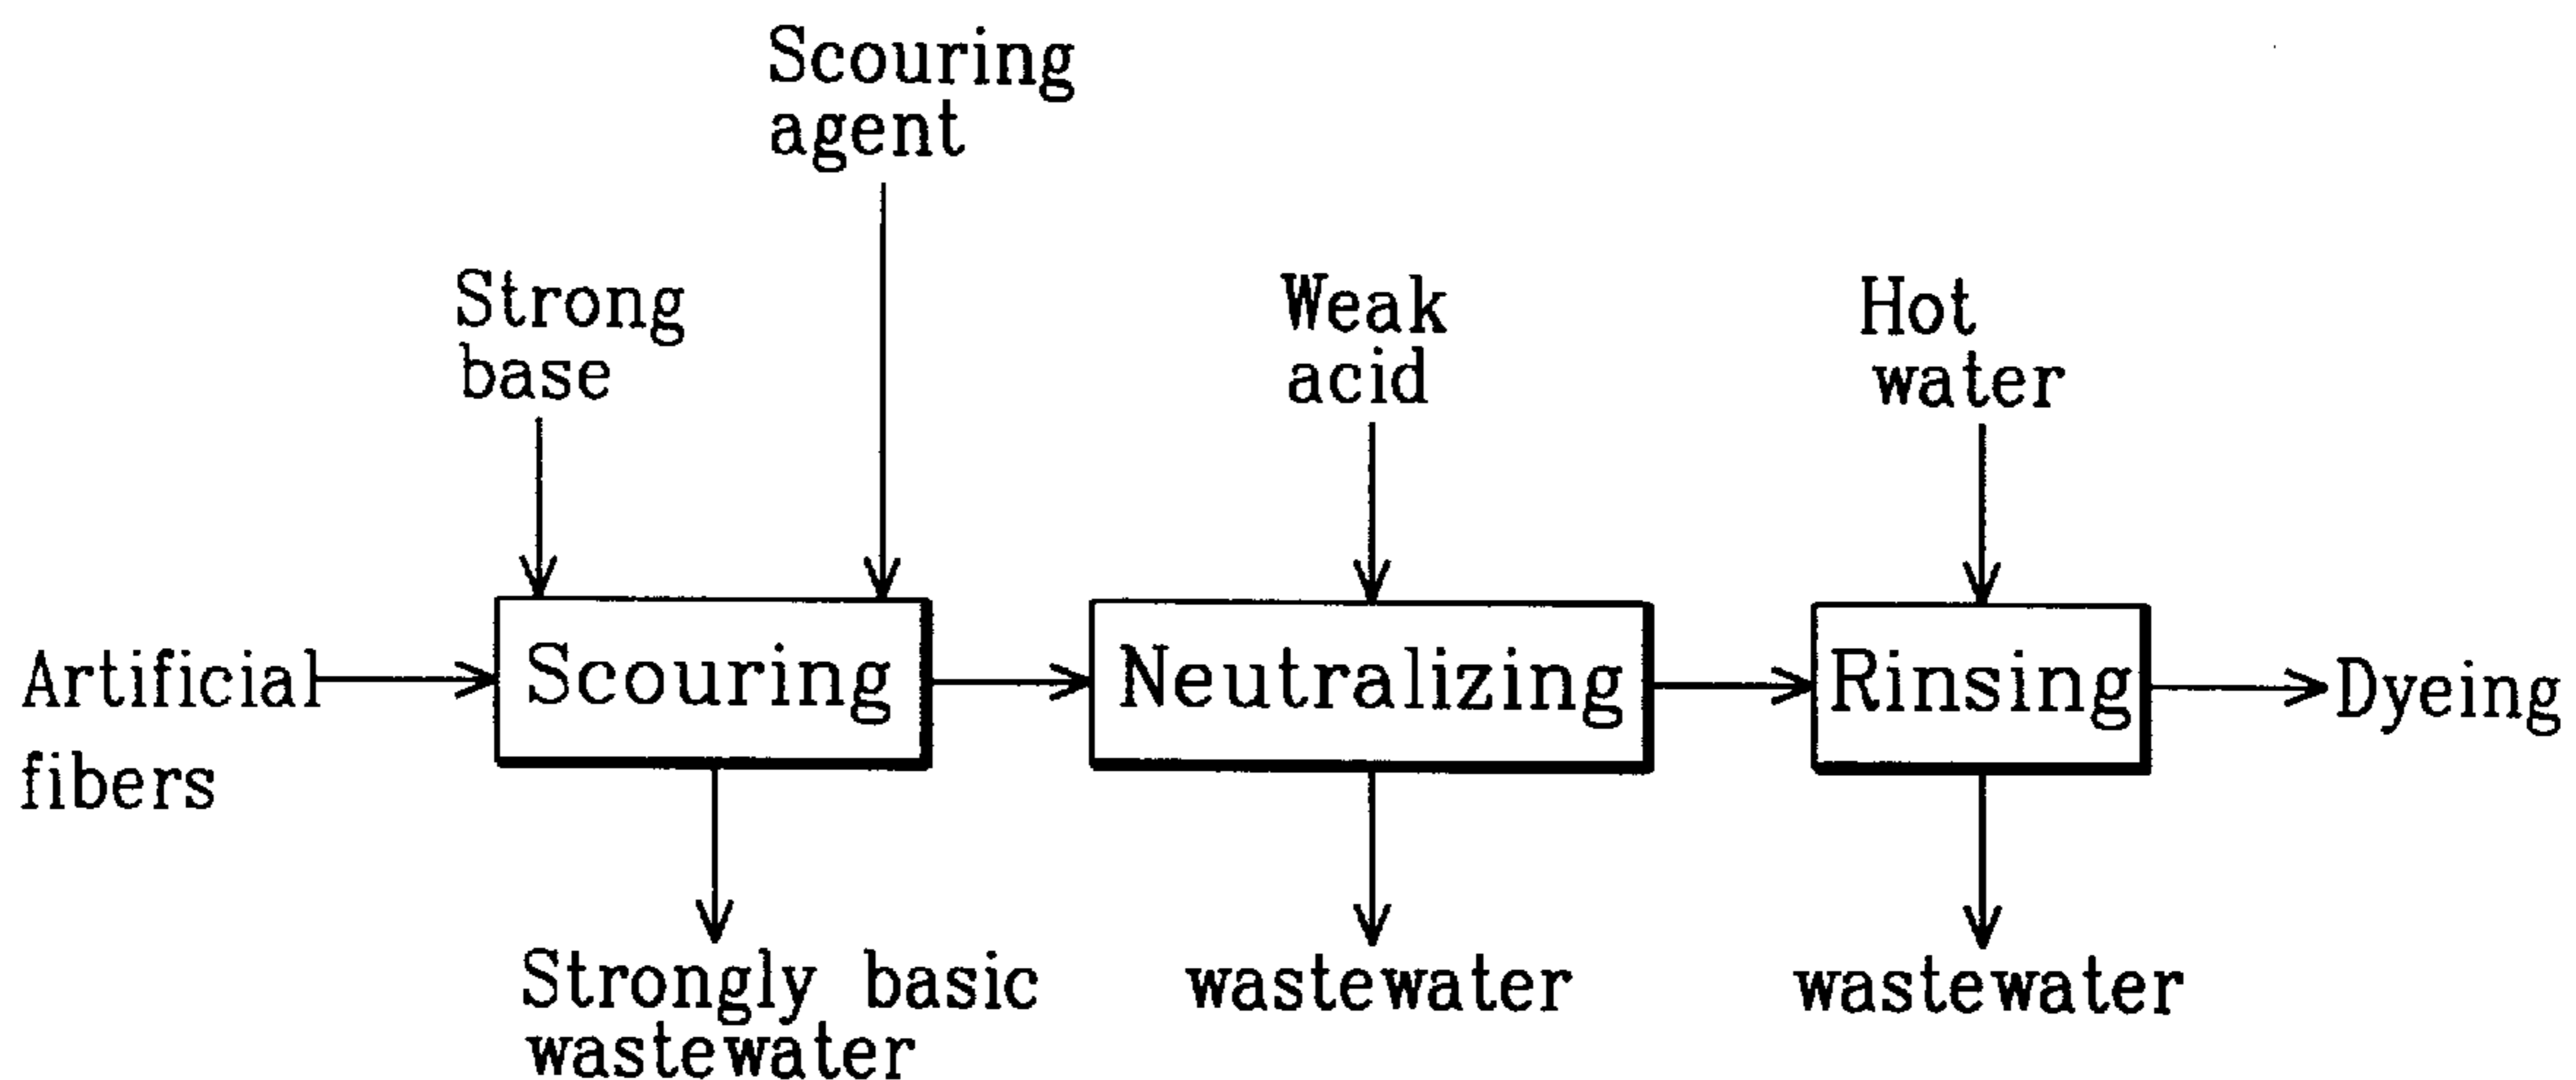 Scouring
agent
Strong
base
Weak
acid
Hot
water
Artificial
fibers
Scouring
Neutralizing
Rinsing
Dyeing
Strongly basic
wastewater
wastewater
wastewater